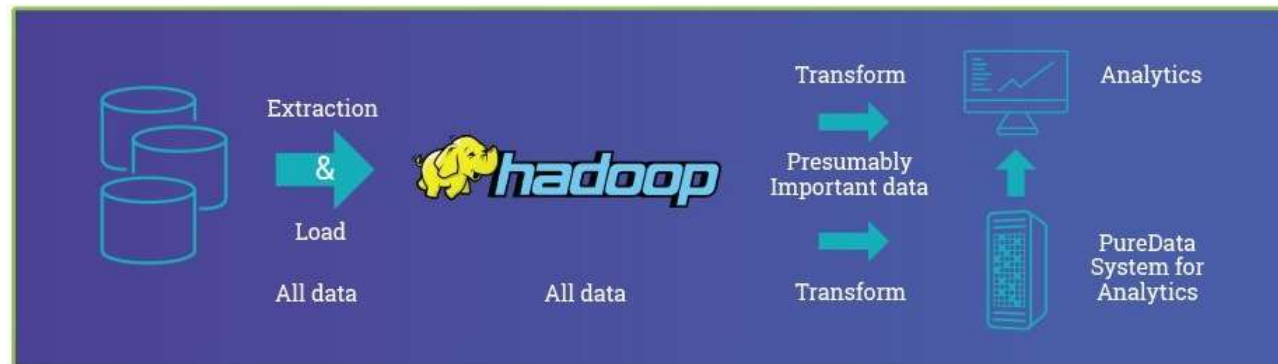 Extraction
&
Load
All data
hadoop
All data
Transform
Presumably
Important data
Transform
Analytics
PureData
System for
Analytics